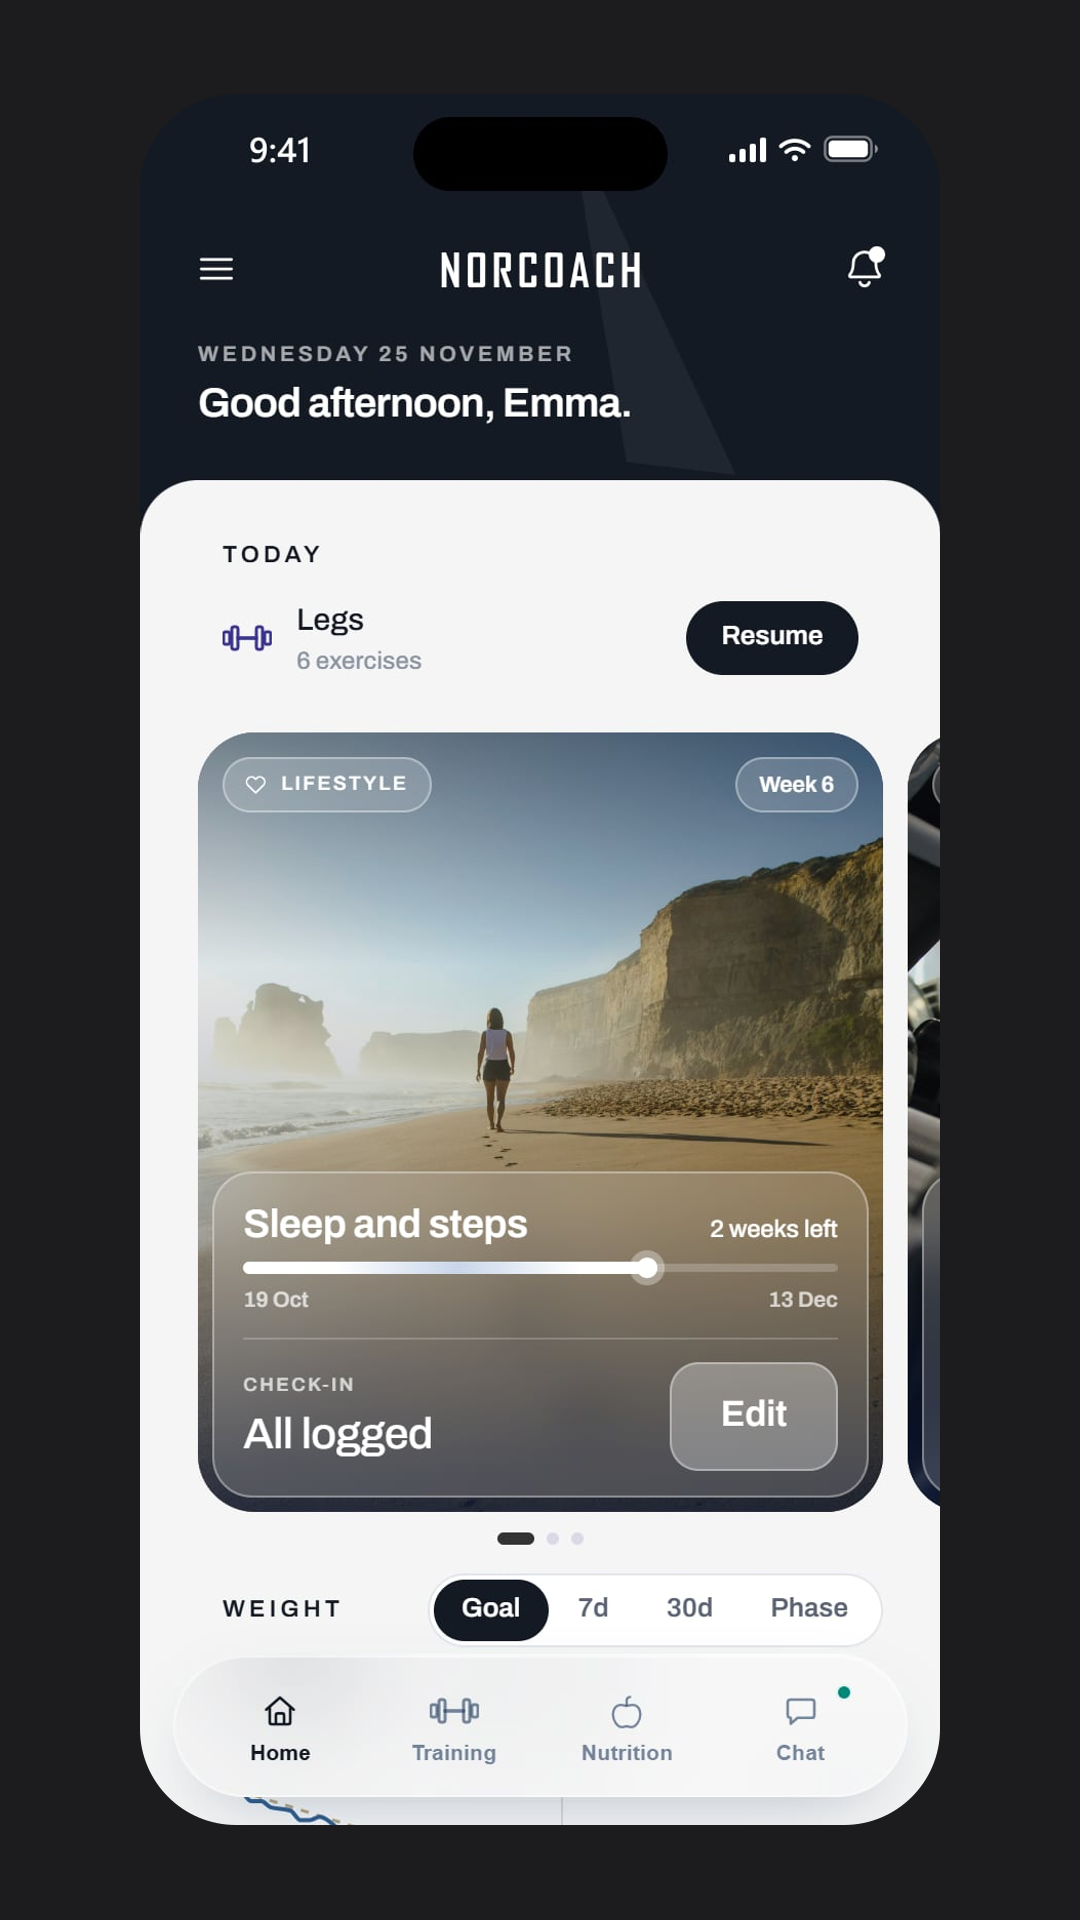 9:41
NORCOACH
WEDNESDAY 25 NOVEMBER
Good afternoon, Emma.
TODAY
Legs
6 exercises
Resume
LIFESTYLE
Week 6
Sleep and steps
2 weeks left
19 Oct
13 Dec
CHECK-IN
All logged
Edit
WEIGHT
Goal
7d
30d
Phase
Home
Training
Nutrition
Chat